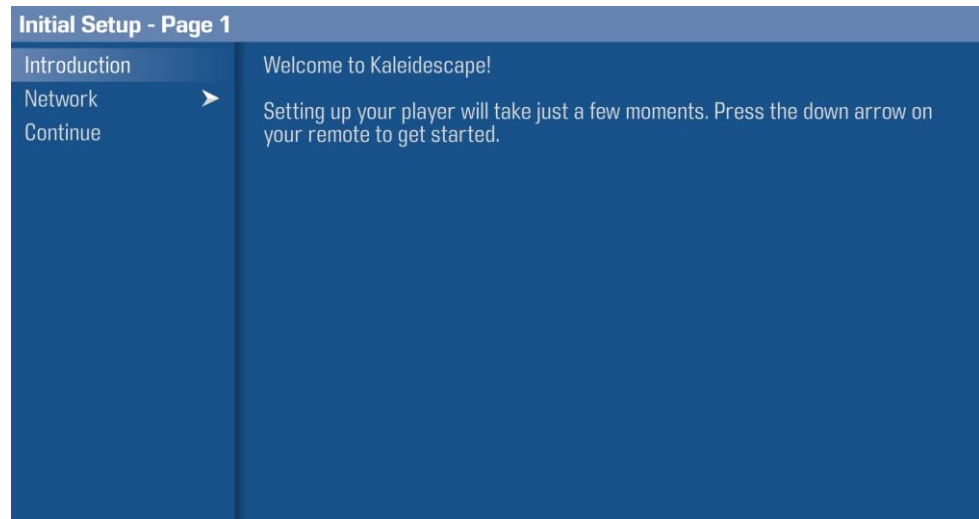 Initial Setup - Page 1
Introduction
Network
Continue
Welcome to Kaleidescape!
Setting up your player will take just a few moments. Press the down arrow on
your remote to get started.